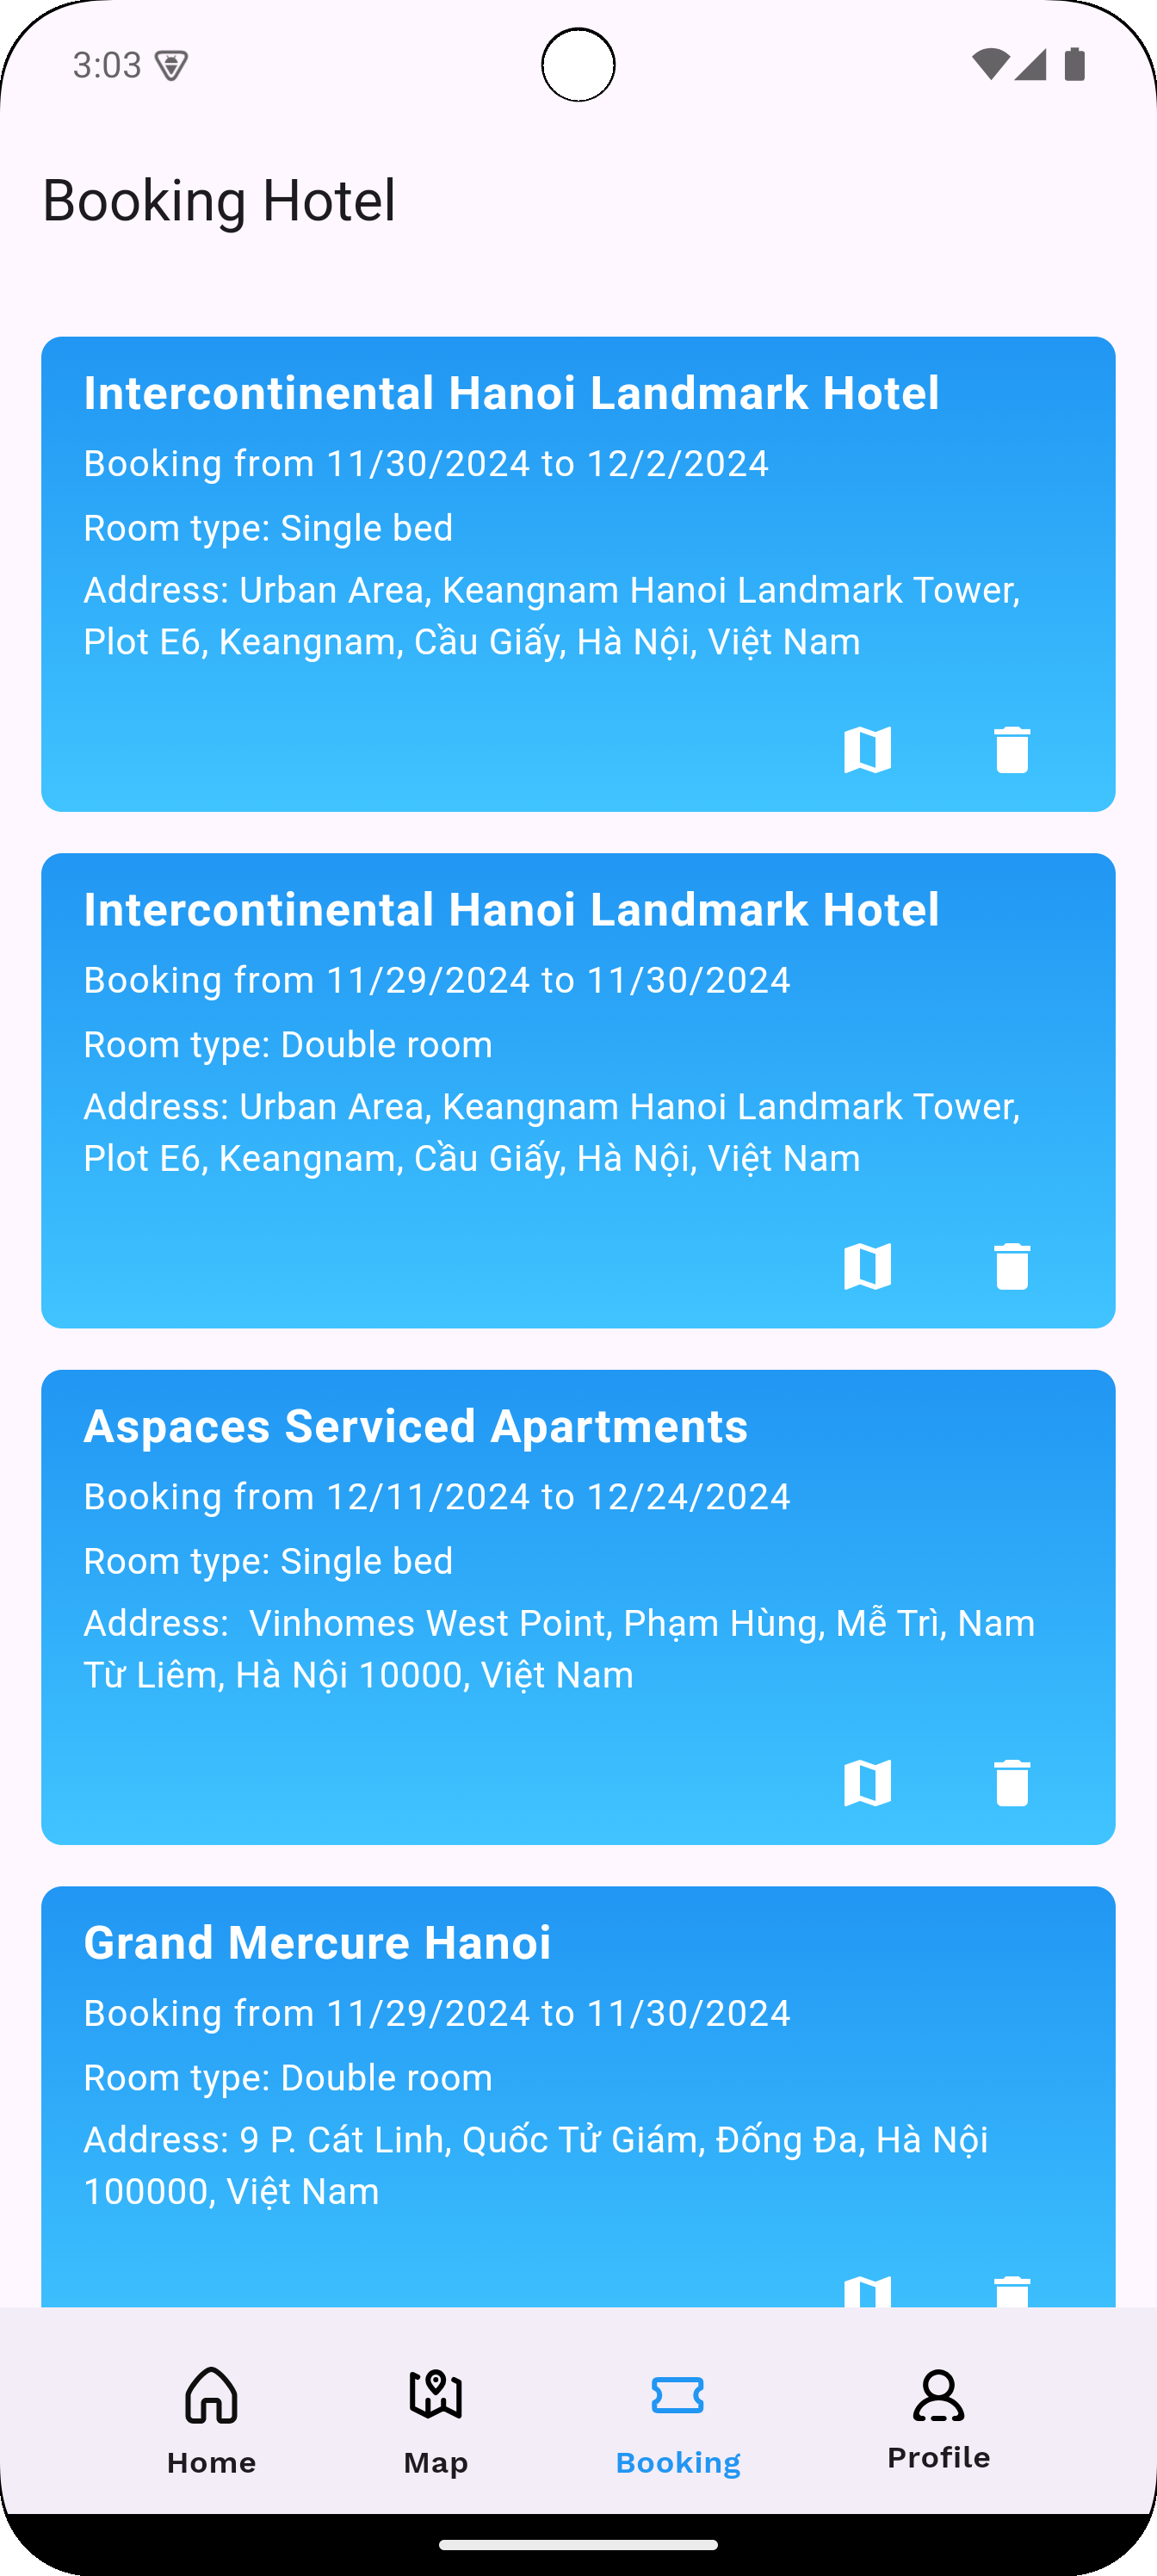 3:03
Booking Hotel
Intercontinental Hanoi Landmark Hotel
Booking from 11/30/2024 to 12/2/2024
Room type: Single bed
Address: Urban Area, Keangnam Hanoi Landmark Tower,
Plot E6, Keangnam, Cầu Giấy, Hà Nội, Việt Nam
Intercontinental Hanoi Landmark Hotel
Booking from 11/29/2024 to 11/30/2024
Room type: Double room
Address: Urban Area, Keangnam Hanoi Landmark Tower,
Plot E6, Keangnam, Cầu Giấy, Hà Nội, Việt Nam
Aspaces Serviced Apartments
Booking from 12/11/2024 to 12/24/2024
Room type: Single bed
Address:  Vinhomes West Point, Phạm Hùng, Mễ Trì, Nam
Từ Liêm, Hà Nội 10000, Việt Nam
Grand Mercure Hanoi
Booking from 11/29/2024 to 11/30/2024
Room type: Double room
Address: 9 P. Cát Linh, Quốc Tử Giám, Đống Đa, Hà Nội
100000, Việt Nam
Home Map Booking Profile